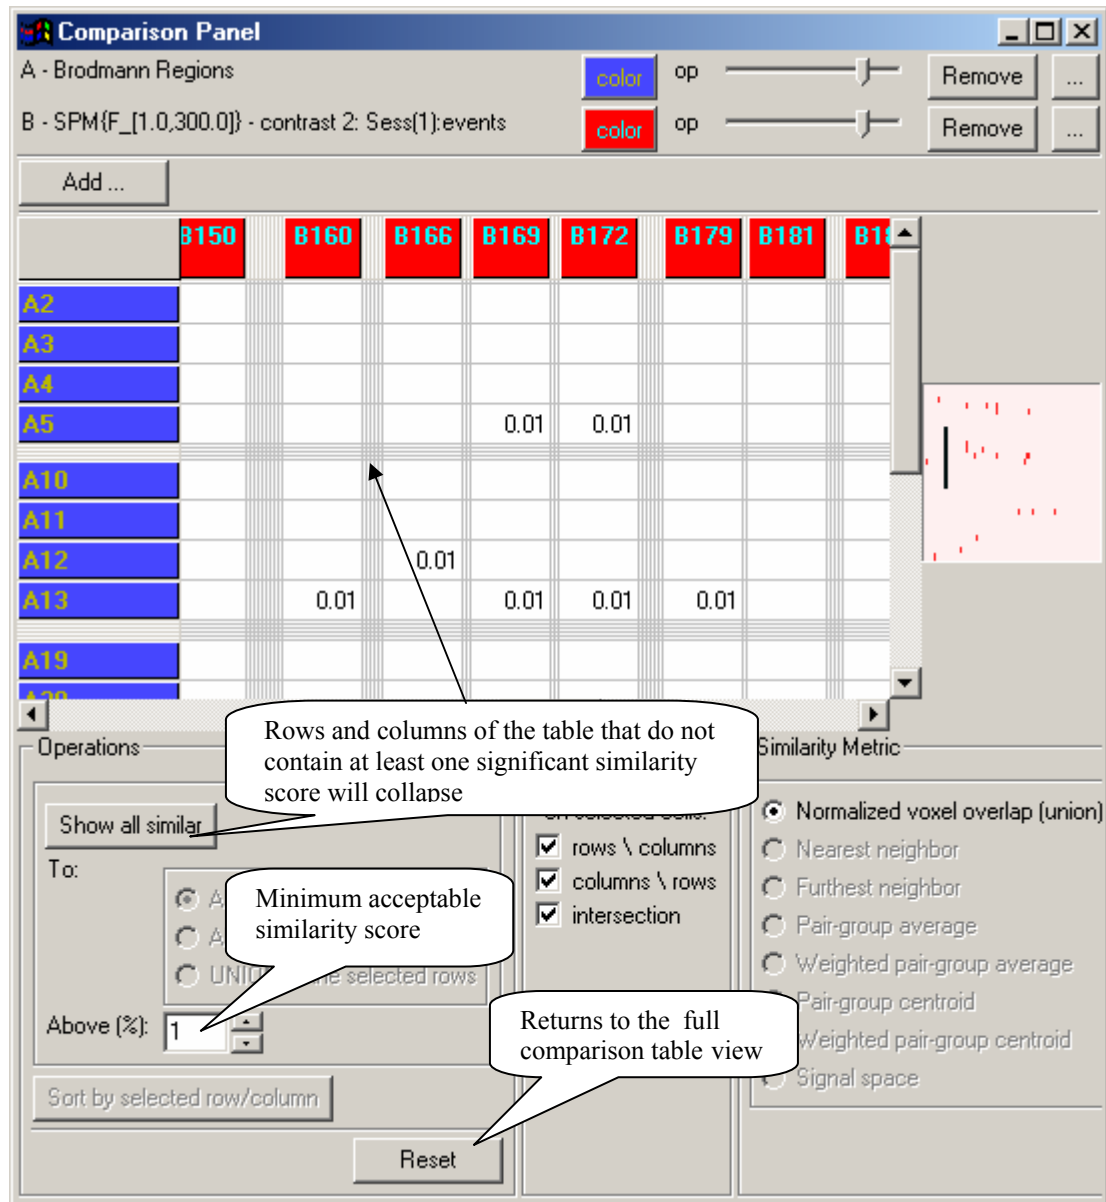 Comparison Panel
A - Brodmann Regions color op Remove ...
B - SPM{F_[1.0,300.0]} - contrast 2: Sess(1):events color op Remove ...
Add ...
B150 B160 B166 B169 B172 B179 B181
A2
A3
A4
A5 0.01 0.01
A10
A11
A12 0.01
A13 0.01 0.01 0.01 0.01
A19
Operations
Rows and columns of the table that do not
contain at least one significant similarity
score will collapse
Similarity Metric
Show all similar
To:
Minimum acceptable
similarity score
selected rows
Above (%): 1
Sort by selected row/column
Reset
selected cells:
rows \ columns
columns \ rows
intersection
Returns to the full
comparison table view
Normalized voxel overlap (union)
Nearest neighbor
Furthest neighbor
Pair-group average
Weighted pair-group average
Pair-group centroid
Weighted pair-group centroid
Signal space